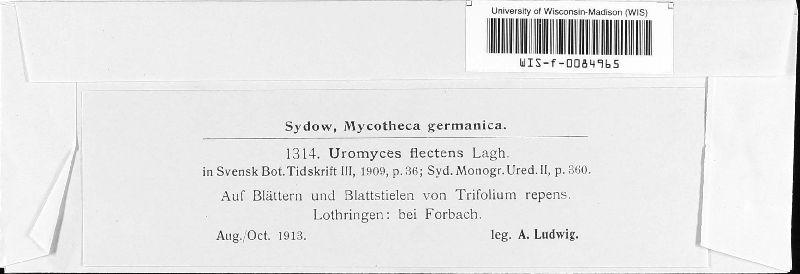 University of Wisconsin-Madison (WIS)
WIS-f-0084965
Sydow, Mycotheca germanica.
1314. Uromyces flectens Lagh.
in Svensk Bot. Tidskrift III, 1909, p. 36; Syd. Monogr. Ured. II, p. 360.
Auf Blättern und Blattstielen von Trifolium repens.
Lothringen: bei Forbach.
Aug./Oct. 1913. leg. A. Ludwig.